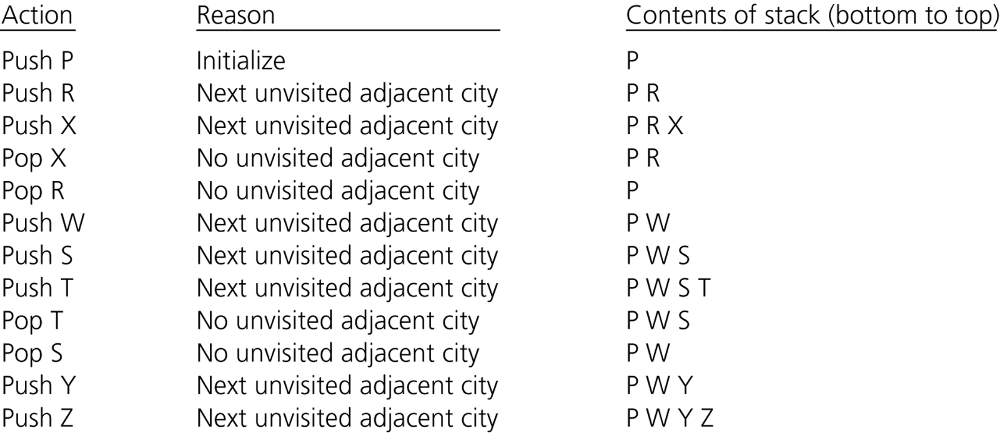 Action Reason Contents of stack (bottom to top)
Push P Initialize P
Push R Next unvisited adjacent city P R
Push X Next unvisited adjacent city P R X
Pop X No unvisited adjacent city P R
Pop R No unvisited adjacent city P
Push W Next unvisited adjacent city P W
Push S Next unvisited adjacent city P W S
Push T Next unvisited adjacent city P W S T
Pop T No unvisited adjacent city P W S
Pop S No unvisited adjacent city P W
Push Y Next unvisited adjacent city P W Y
Push Z Next unvisited adjacent city P W Y Z